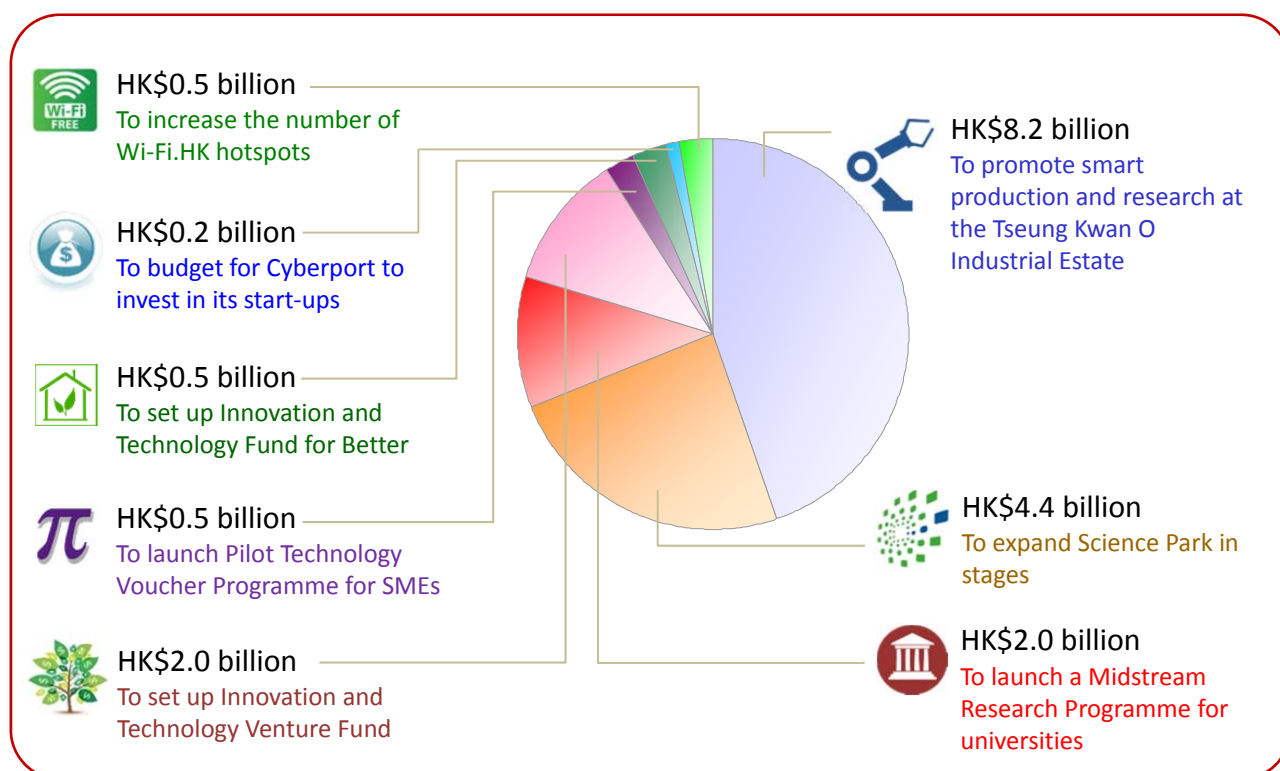 HK$0.5 billion
To increase the number of
Wi-Fi.HK hotspots
Wi-Fi
FREE
HK$0.2 billion
To budget for Cyberport to
invest in its start-ups
$
HK$0.5 billion
To set up Innovation and
Technology Fund for Better
HK$0.5 billion
To launch Pilot Technology
Voucher Programme for SMEs
π
HK$2.0 billion
To set up Innovation and
Technology Venture Fund
HK$8.2 billion
To promote smart
production and research at
the Tseung Kwan O
Industrial Estate
HK$4.4 billion
To expand Science Park in
stages
HK$2.0 billion
To launch a Midstream
Research Programme for
universities